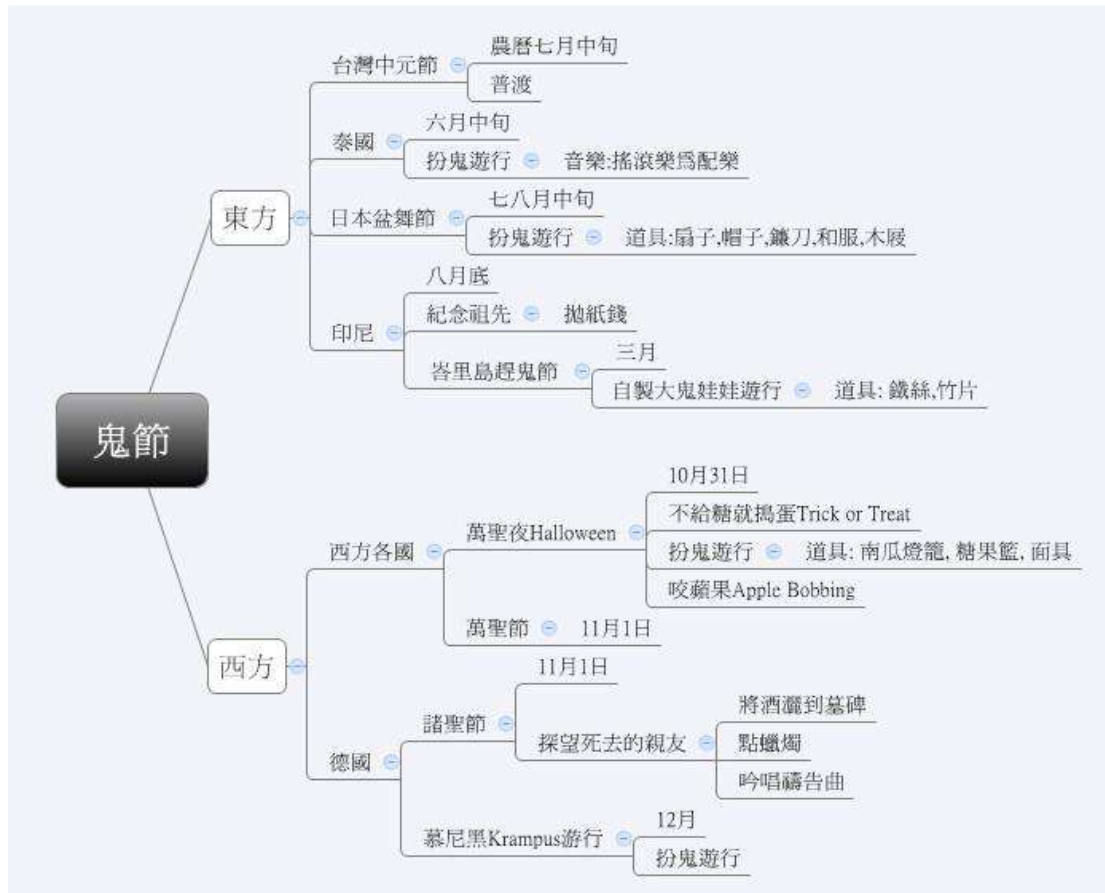 鬼節
東方
台灣中元節
農曆七月中旬
普渡
泰國
六月中旬
扮鬼遊行
音樂:搖滾樂為配樂
日本盆舞節
七八月中旬
扮鬼遊行
道具:扇子,帽子,鐮刀,和服,木屐
印尼
八月底
紀念祖先
拋紙錢
峇里島趕鬼節
三月
自製大鬼娃娃遊行
道具: 鐵絲,竹片
西方
西方各國
萬聖夜Halloween
10月31日
不給糖就搗蛋Trick or Treat
扮鬼遊行
道具: 南瓜燈籠, 糖果籃, 面具
咬蘋果Apple Bobbing
萬聖節
11月1日
德國
諸聖節
11月1日
探望死去的親友
將酒灑到墓碑
點蠟燭
吟唱禱告曲
慕尼黑Krampus游行
12月
扮鬼遊行